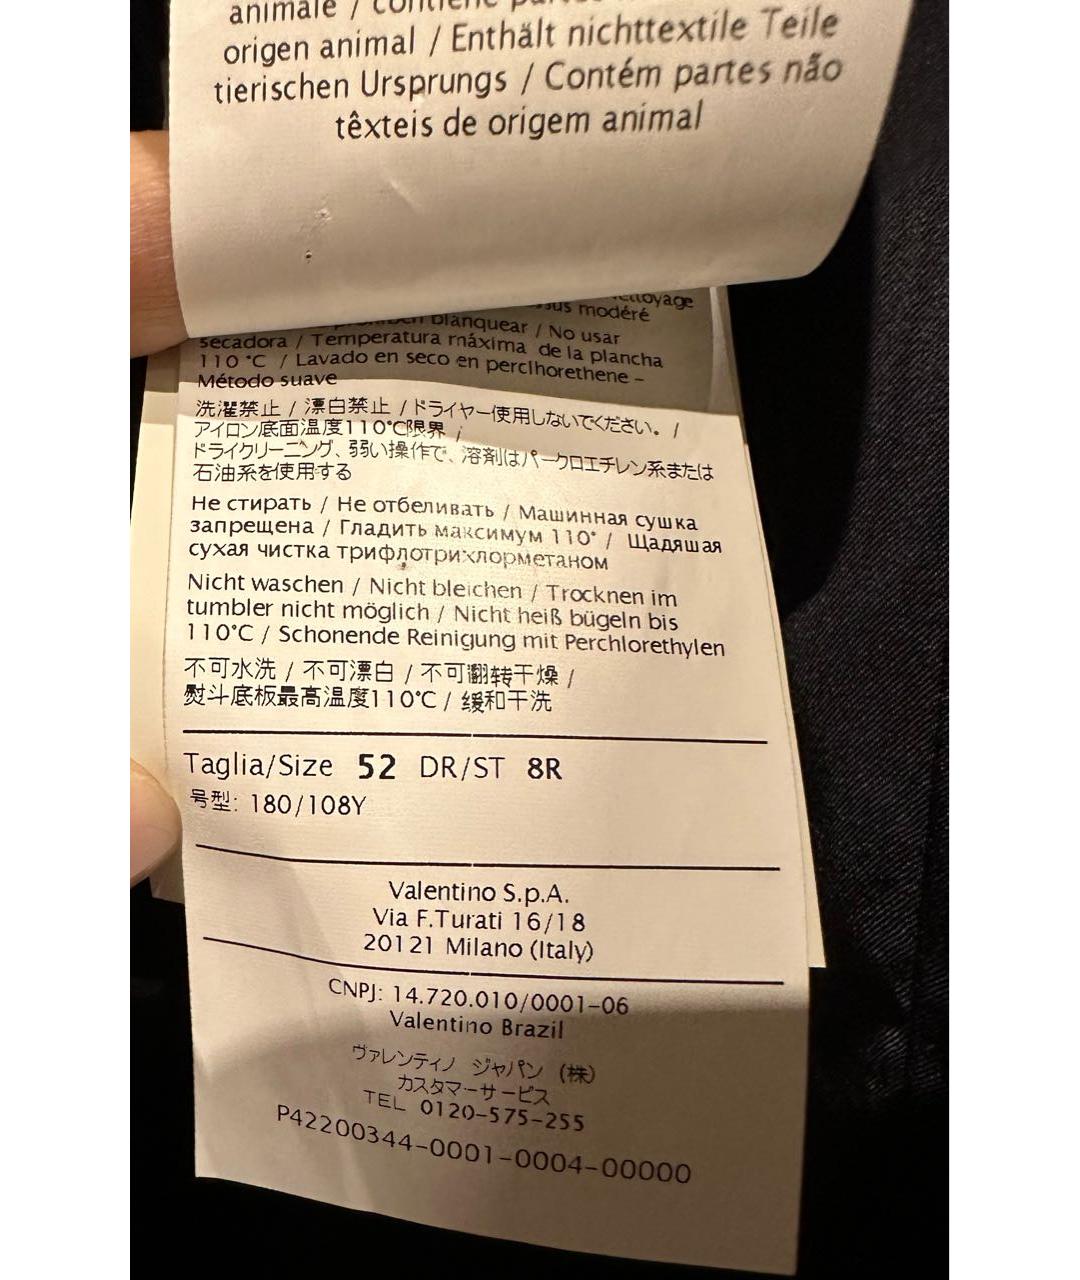 animale / contiene
origen animal / Enthält nichttextile Teile
tierischen Ursprungs / Contém partes não
têxteis de origem animal
nettoyage
modéré
blanquear / No usar
secadora / Temperatura máxima de la plancha
110 °C / Lavado en seco en perclhorethene –
Método suave
洗濯禁止 / 漂白禁止 / ドライヤー使用しないでください。 /
アイロン底面温度110℃限界 /
ドライクリーニング、弱い操作で、溶剤はパークロエチレン系または
石油系を使用する
Не стирать / Не отбеливать / Машинная сушка
запрещена / Гладить максимум 110° / Щадящая
сухая чистка трифлотрихлорметаном
Nicht waschen / Nicht bleichen / Trocknen im
tumbler nicht möglich / Nicht heiß bügeln bis
110°C / Schonende Reinigung mit Perchlorethylen
不可水洗 / 不可漂白 / 不可翻转干燥 /
熨斗底板最高温度110℃ / 缓和干洗
Taglia/Size 52 DR/ST 8R
号型: 180/108Y
Valentino S.p.A.
Via F.Turati 16/18
20121 Milano (Italy)
CNPJ: 14.720.010/0001-06
Valentino Brazil
ヴァレンティノ ジャパン (株)
カスタマーサービス
TEL 0120-575-255
P42200344-0001-0004-00000